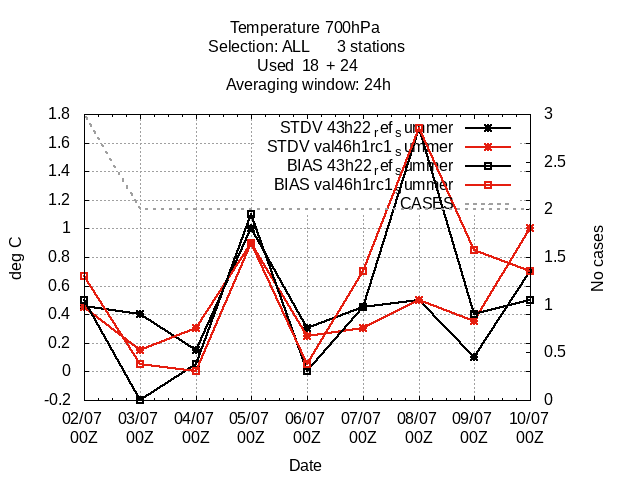 Temperature 700hPa
Selection: ALL 3 stations
Used 18 + 24
Averaging window: 24h
STDV 43h22ref_summer
STDV val46h1rc1_summer
BIAS 43h22ref_summer
BIAS val46h1rc1_summer
CASES
1.8
1.6
1.4
1.2
1
0.8
0.6
0.4
0.2
0
-0.2
deg C
3
2.5
2
1.5
1
0.5
0
No cases
02/07 03/07 04/07 05/07 06/07 07/07 08/07 09/07 10/07
00Z 00Z 00Z 00Z 00Z 00Z 00Z 00Z 00Z
Date